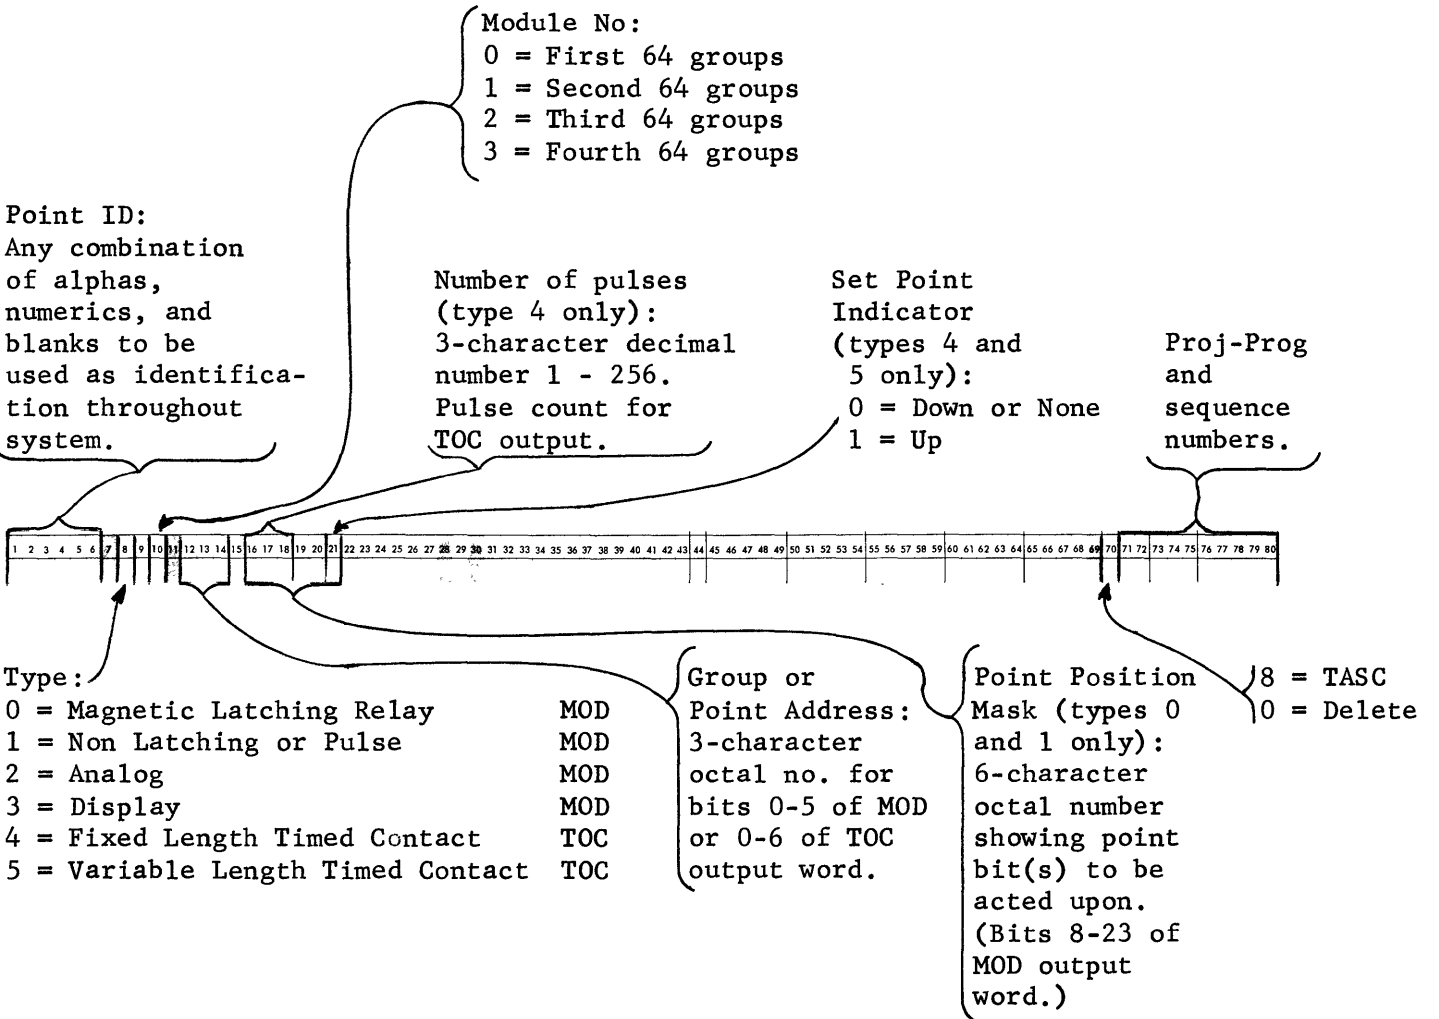 Module No:
0 = First 64 groups
1 = Second 64 groups
2 = Third 64 groups
3 = Fourth 64 groups
Point ID:
Any combination
of alphas,
numerics, and
blanks to be
used as identifica-
tion throughout
system.
Number of pulses
(type 4 only):
3-character decimal
number 1 - 256.
Pulse count for
TOC output.
Set Point
Indicator
(types 4 and
5 only):
0 = Down or None
1 = Up
Proj-Prog
and
sequence
numbers.
1 2 3 4 5 6 7 8 9 10 11 12 13 14 15 16 17 18 19 20 21 22 23 24 25 26 27 28 29 30 31 32 33 34 35 36 37 38 39 40 41 42 43 44 45 46 47 48 49 50 51 52 53 54 55 56 57 58 59 60 61 62 63 64 65 66 67 68 69 70 71 72 73 74 75 76 77 78 79 80
Type:
0 = Magnetic Latching Relay MOD
1 = Non Latching or Pulse MOD
2 = Analog MOD
3 = Display MOD
4 = Fixed Length Timed Contact TOC
5 = Variable Length Timed Contact TOC
Group or
Point Address:
3-character
octal no. for
bits 0-5 of MOD
or 0-6 of TOC
output word.
Point Position
Mask (types 0
and 1 only):
6-character
octal number
showing point
bit(s) to be
acted upon.
(Bits 8-23 of
MOD output
word.)
8 = TASC
0 = Delete